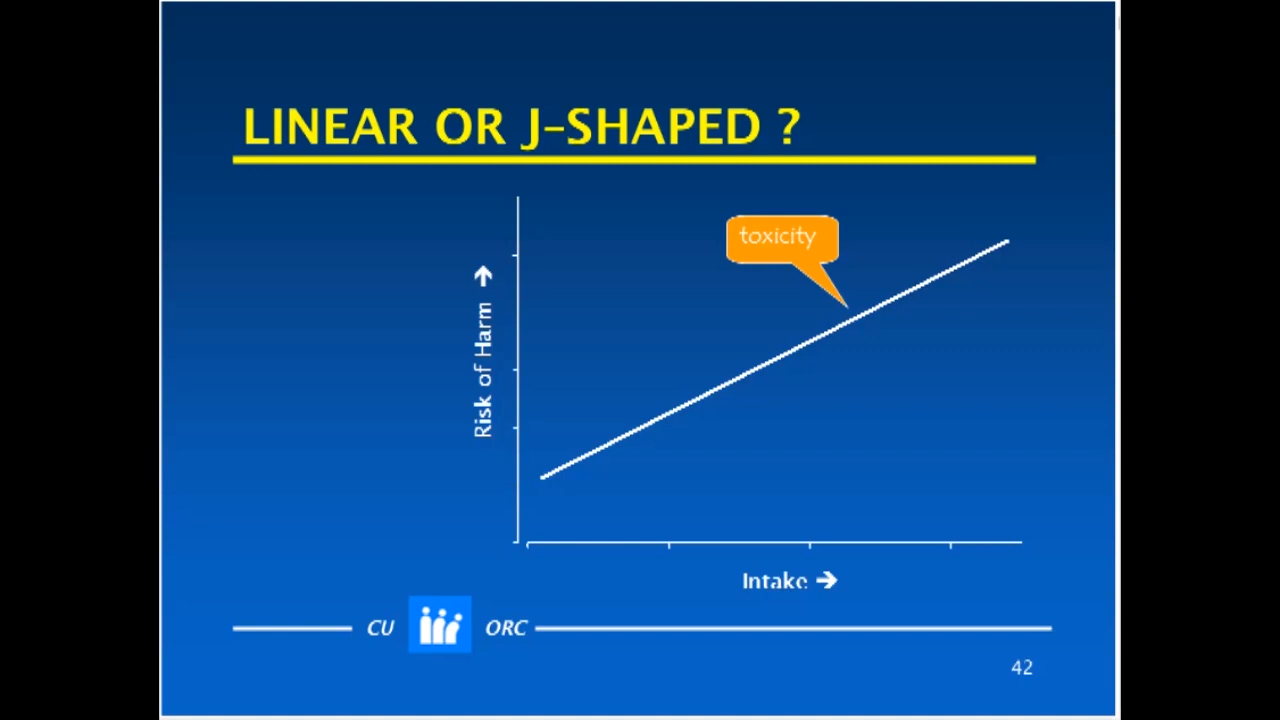 LINEAR OR J-SHAPED ?
toxicity
Risk of Harm →
Intake →
CU ORC
42